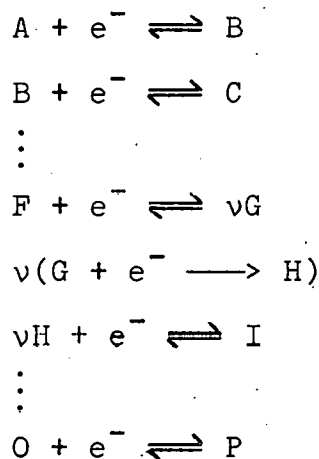 A + e⁻ ⇌ B
B + e⁻ ⇌ C
⋮
F + e⁻ ⇌ νG
ν(G + e⁻ ⟶ H)
νH + e⁻ ⇌ I
⋮
O + e⁻ ⇌ P